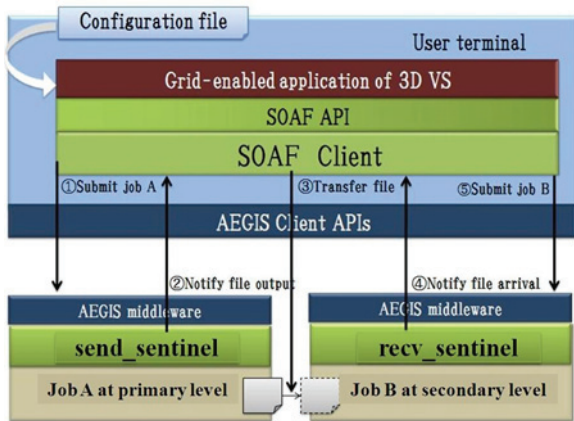 Configuration file
User terminal
Grid-enabled application of 3D VS
SOAF API
SOAF Client
①Submit job A
③Transfer file
⑤Submit job B
AEGIS Client APIs
②Notify file output
④Notify file arrival
AEGIS middleware
AEGIS middleware
send_sentinel
recv_sentinel
Job A at primary level
Job B at secondary level